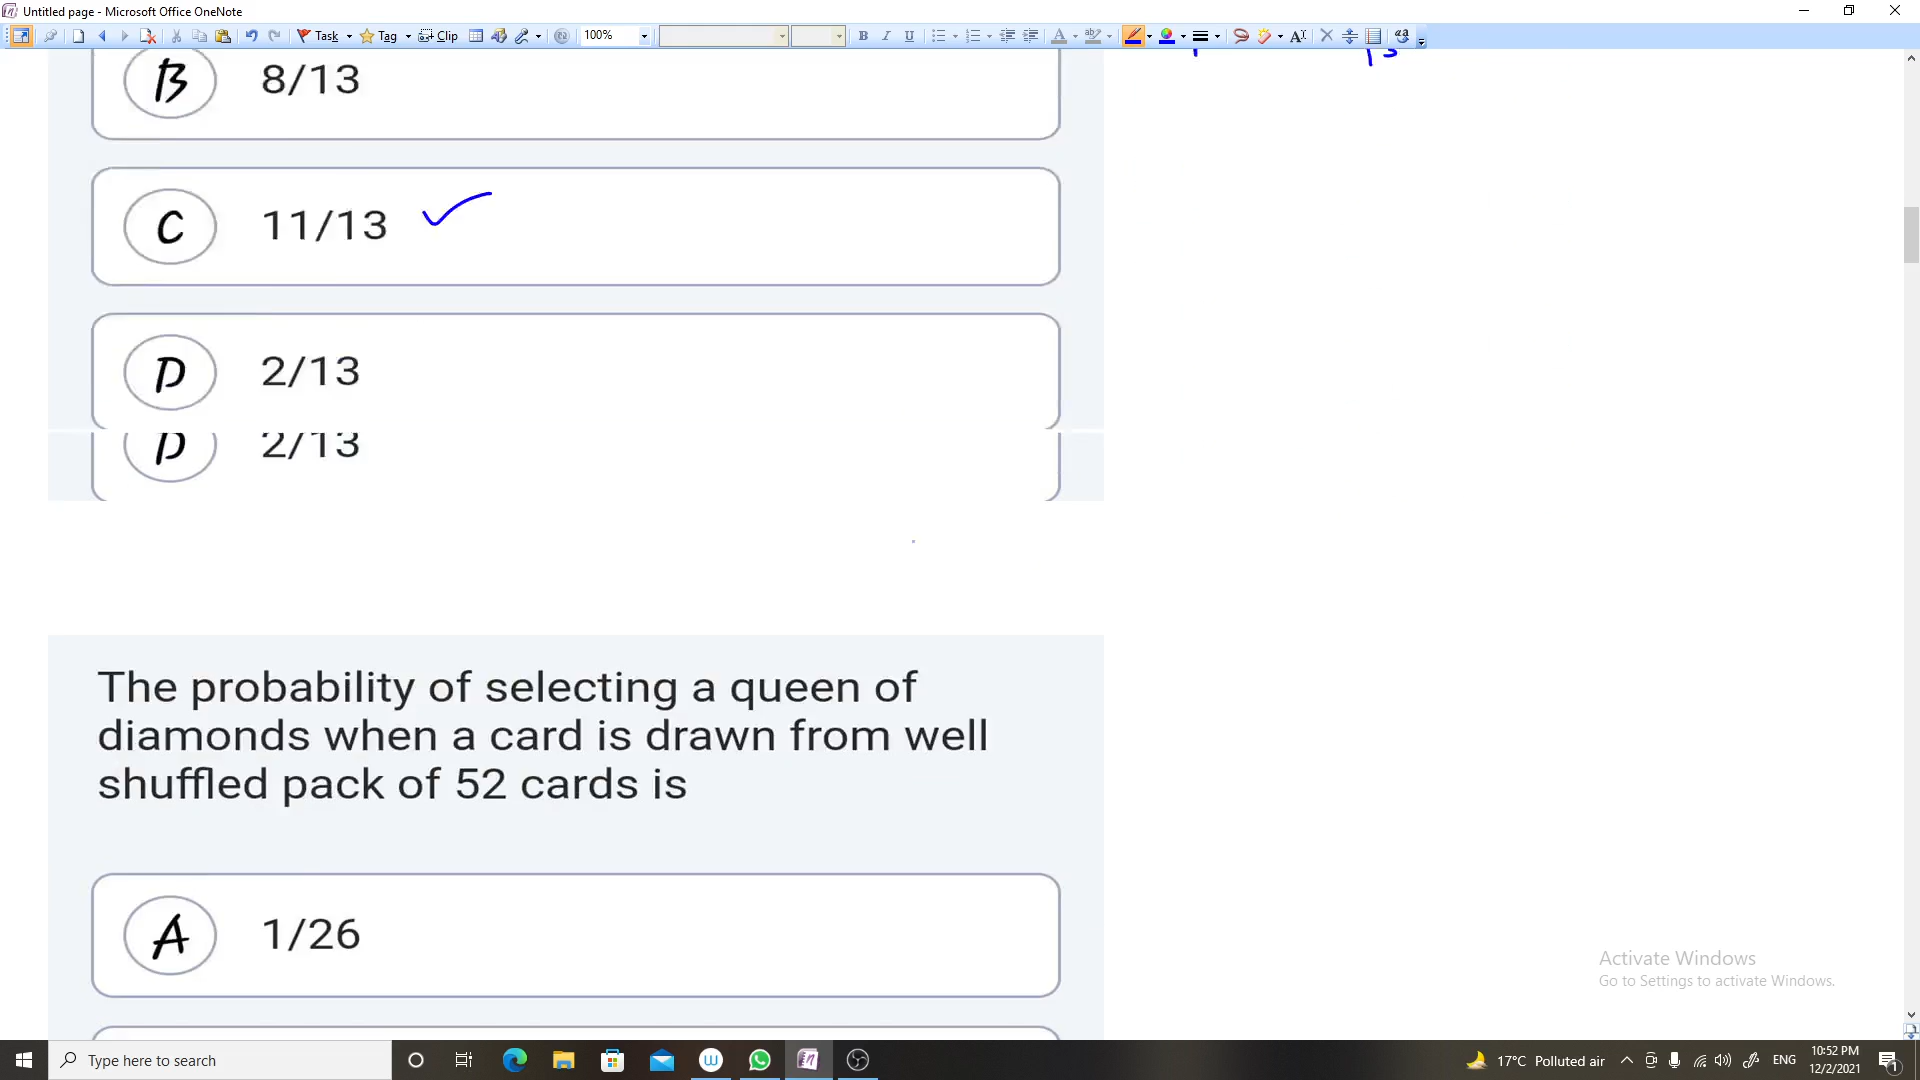 Untitled page - Microsoft Office OneNote
Task Tag Clip 100% B I U
B 8/13
C 11/13
D 2/13
D 2/13
The probability of selecting a queen of
diamonds when a card is drawn from well
shuffled pack of 52 cards is
A 1/26
Activate Windows
Go to Settings to activate Windows.
Type here to search
17°C Polluted air ENG 10:52 PM
12/2/2021